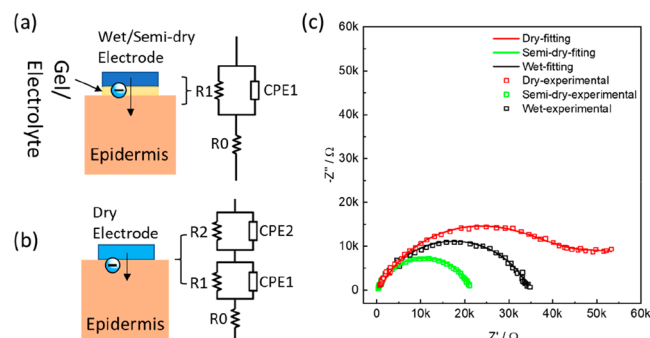 (a)
Wet/Semi-dry
Electrode
Gel/
Electrolyte
R1
CPE1
R0
Epidermis
(b)
Dry
Electrode
R2
CPE2
R1
CPE1
R0
Epidermis
(c)
60k
50k
40k
30k
20k
10k
0
-Z" / Ω
Dry-fitting
Semi-dry-fiting
Wet-fitting
Dry-experimental
Semi-dry-experimental
Wet-experimental
0 10k 20k 30k 40k 50k 60k
Z' / Ω